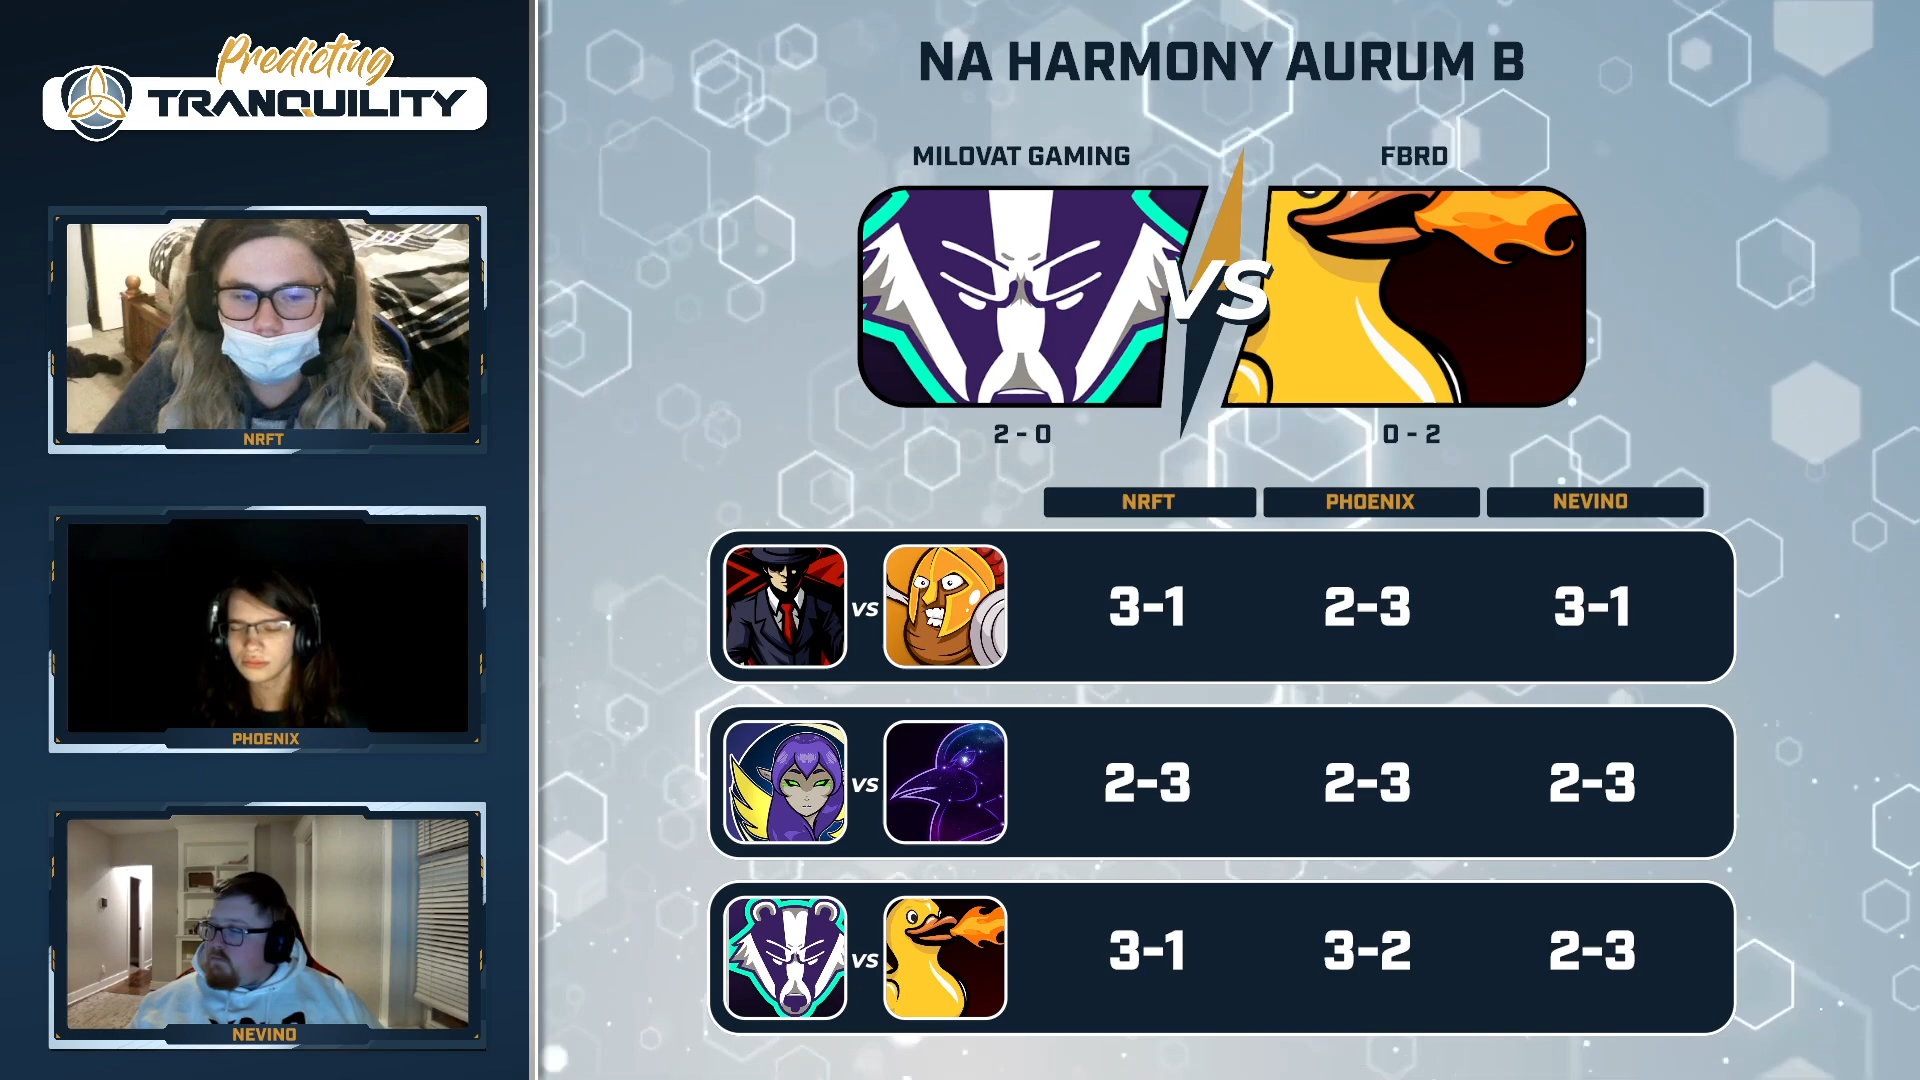 Predicting
TRANQUILITY
NRFT
PHOENIX
NEVINO
NA HARMONY AURUM B
MILOVAT GAMING
FBRD
VS
2 - 0
0 - 2
NRFT PHOENIX NEVINO
VS 3-1 2-3 3-1
VS 2-3 2-3 2-3
VS 3-1 3-2 2-3